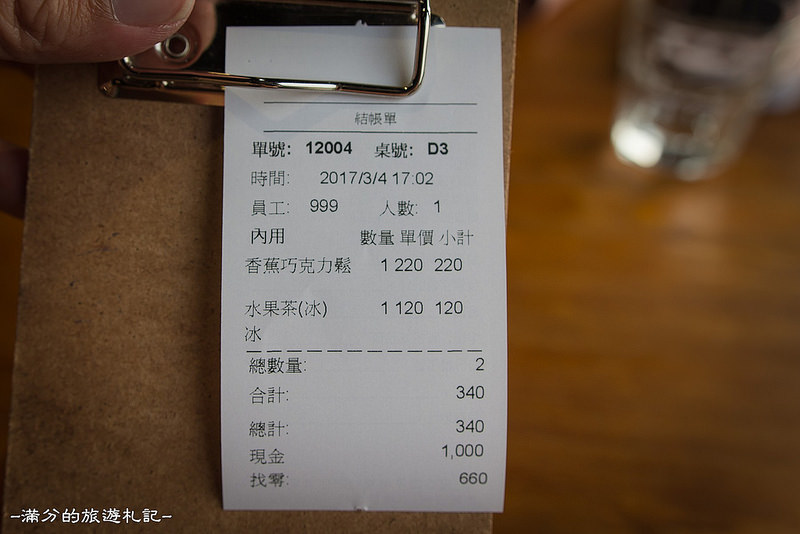 結帳單
單號: 12004 桌號: D3
時間: 2017/3/4 17:02
員工: 999 人數: 1
內用 數量 單價 小計
香蕉巧克力鬆 1 220 220
水果茶(冰) 1 120 120
冰
總數量: 2
合計: 340
總計: 340
現金 1,000
找零: 660
–滿分的旅遊札記–